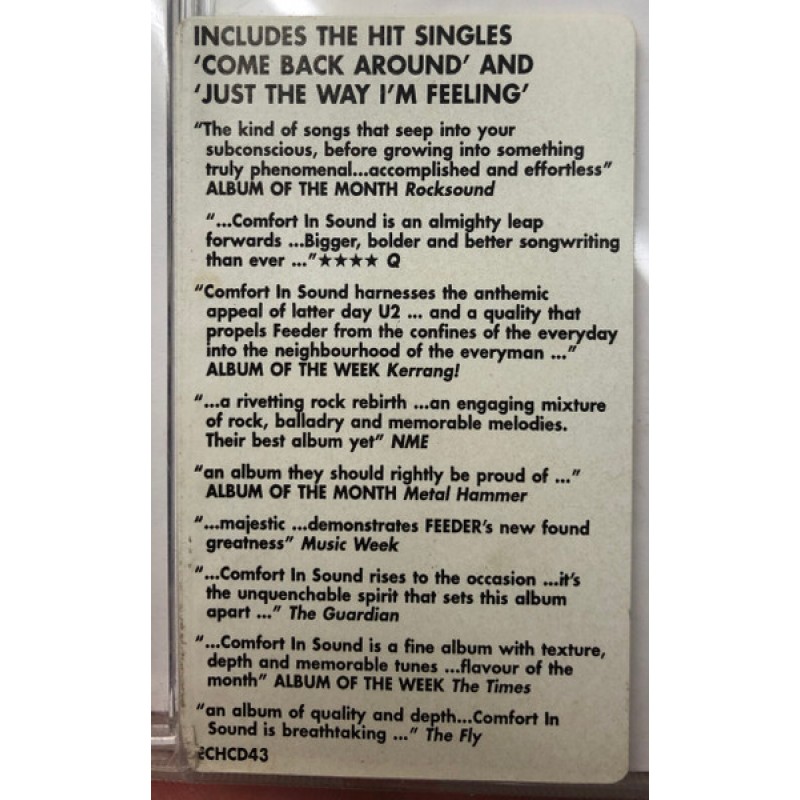 INCLUDES THE HIT SINGLES
‘COME BACK AROUND’ AND
‘JUST THE WAY I’M FEELING’
“The kind of songs that seep into your
subconscious, before growing into something
truly phenomenal...accomplished and effortless”
ALBUM OF THE MONTH Rocksound
“...Comfort In Sound is an almighty leap
forwards ...Bigger, bolder and better songwriting
than ever ...”★★★★ Q
“Comfort In Sound harnesses the anthemic
appeal of latter day U2 ... and a quality that
propels Feeder from the confines of the everyday
into the neighbourhood of the everyman ...”
ALBUM OF THE WEEK Kerrang!
“...a rivetting rock rebirth ...an engaging mixture
of rock, balladry and memorable melodies.
Their best album yet” NME
“an album they should rightly be proud of ...”
ALBUM OF THE MONTH Metal Hammer
“...majestic ...demonstrates FEEDER’s new found
greatness” Music Week
“...Comfort In Sound rises to the occasion ...it’s
the unquenchable spirit that sets this album
apart ...” The Guardian
“...Comfort In Sound is a fine album with texture,
depth and memorable tunes ...flavour of the
month” ALBUM OF THE WEEK The Times
“an album of quality and depth...Comfort In
Sound is breathtaking ...” The Fly
ECHCD43